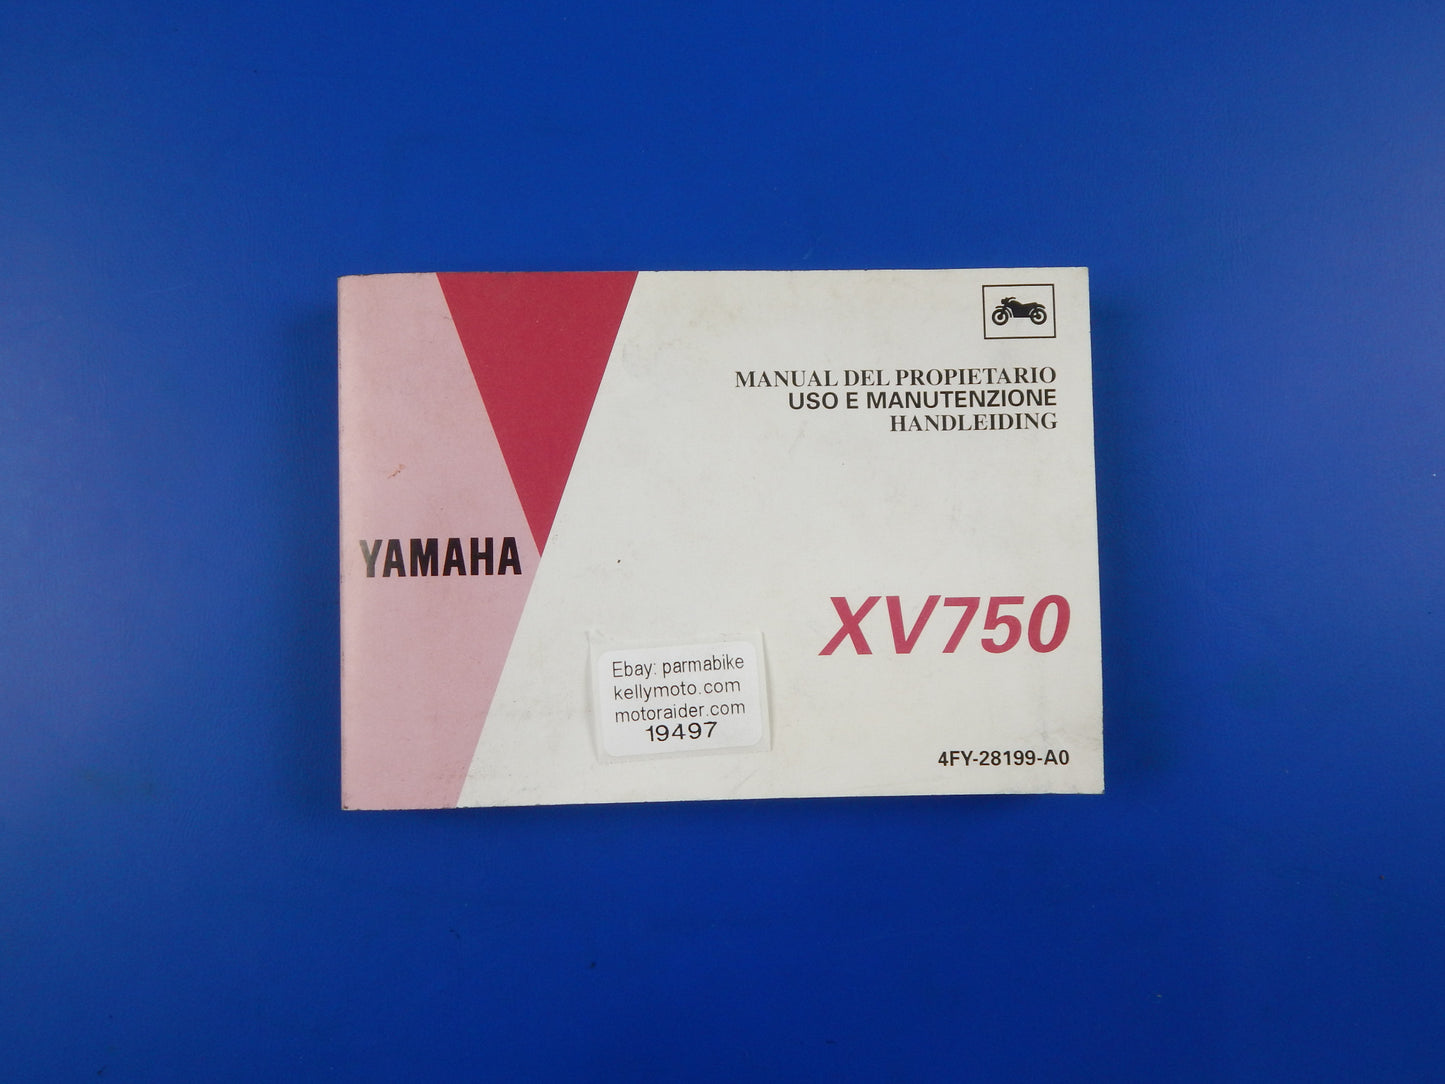 MANUAL DEL PROPIETARIO
USO E MANUTENZIONE
HANDLEIDING
YAMAHA
XV750
Ebay: parmabike
kellymoto.com
motoraider.com
19497
4FY-28199-A0